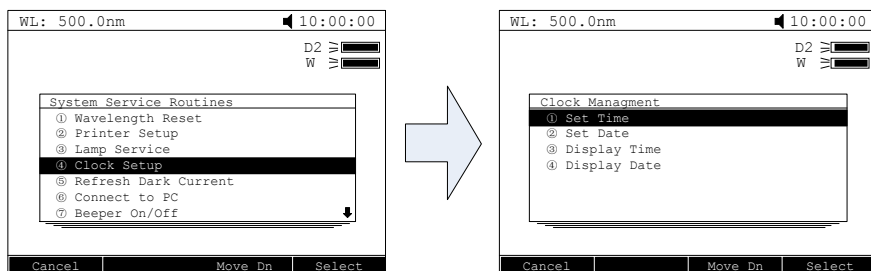 WL: 500.0nm 10:00:00
D2
W
System Service Routines
① Wavelength Reset
② Printer Setup
③ Lamp Service
④ Clock Setup
⑤ Refresh Dark Current
⑥ Connect to PC
⑦ Beeper On/Off
Cancel Move Dn Select
WL: 500.0nm 10:00:00
D2
W
Clock Managment
① Set Time
② Set Date
③ Display Time
④ Display Date
Cancel Move Dn Select